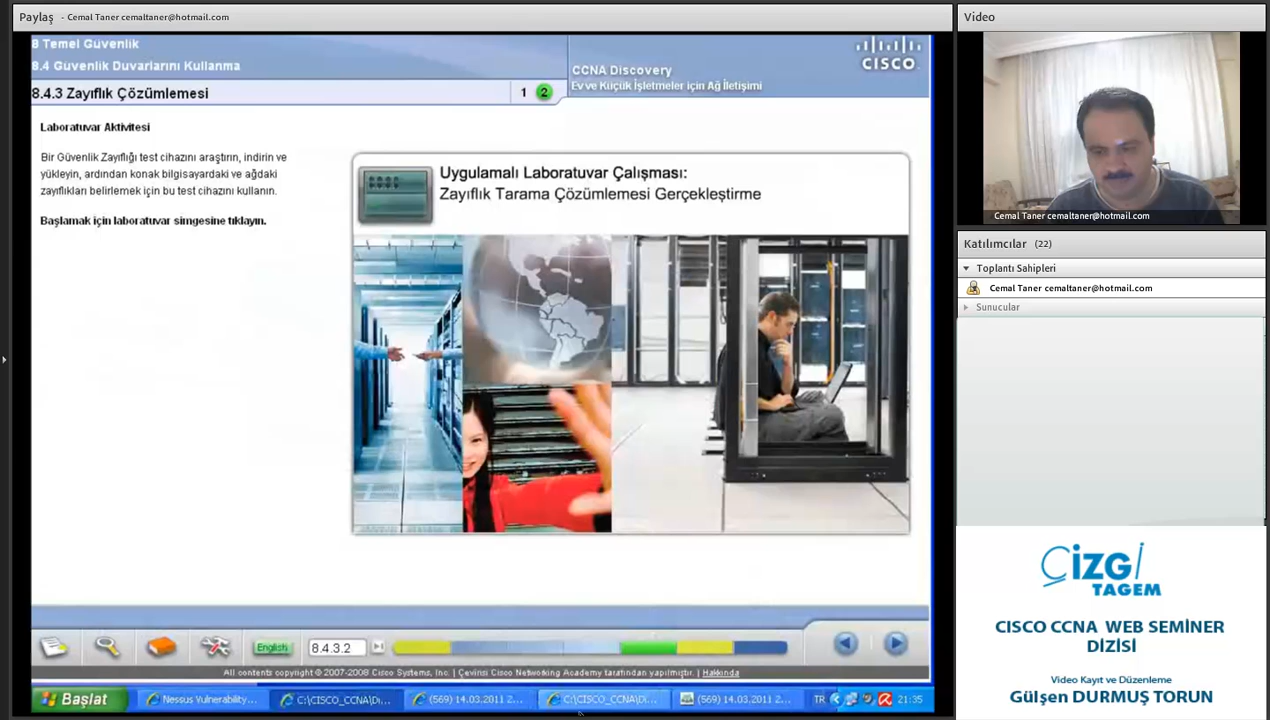 Paylaş - Cemal Taner cemaltaner@hotmail.com
8 Temel Güvenlik
8.4 Güvenlik Duvarlarını Kullanma
8.4.3 Zayıflık Çözümlemesi
1 2
CCNA Discovery
Ev ve Küçük İşletmeler için Ağ İletişimi
CISCO
Laboratuvar Aktivitesi
Bir Güvenlik Zayıflığı test cihazını araştırın, indirin ve
yükleyin, ardından konak bilgisayardaki ve ağdaki
zayıflıkları belirlemek için bu test cihazını kullanın.
Başlamak için laboratuvar simgesine tıklayın.
Uygulamalı Laboratuvar Çalışması:
Zayıflık Tarama Çözümlemesi Gerçekleştirme
English
8.4.3.2
All contents copyright © 2007-2008 Cisco Systems, Inc. | Çevirisi Cisco Networking Academy tarafından yapılmıştır. | Hakkında
Başlat
Nessus Vulnerability...
C:\CISCO_CCNA\Di...
(569) 14.03.2011 2...
C:\CISCO_CCNA\Di...
(569) 14.03.2011 2...
TR
21:35
Video
Cemal Taner cemaltaner@hotmail.com
Katılımcılar (22)
Toplantı Sahipleri
Cemal Taner cemaltaner@hotmail.com
Sunucular
ÇİZGİ
TAGEM
CISCO CCNA WEB SEMİNER
DİZİSİ
Video Kayıt ve Düzenleme
Gülşen DURMUŞ TORUN